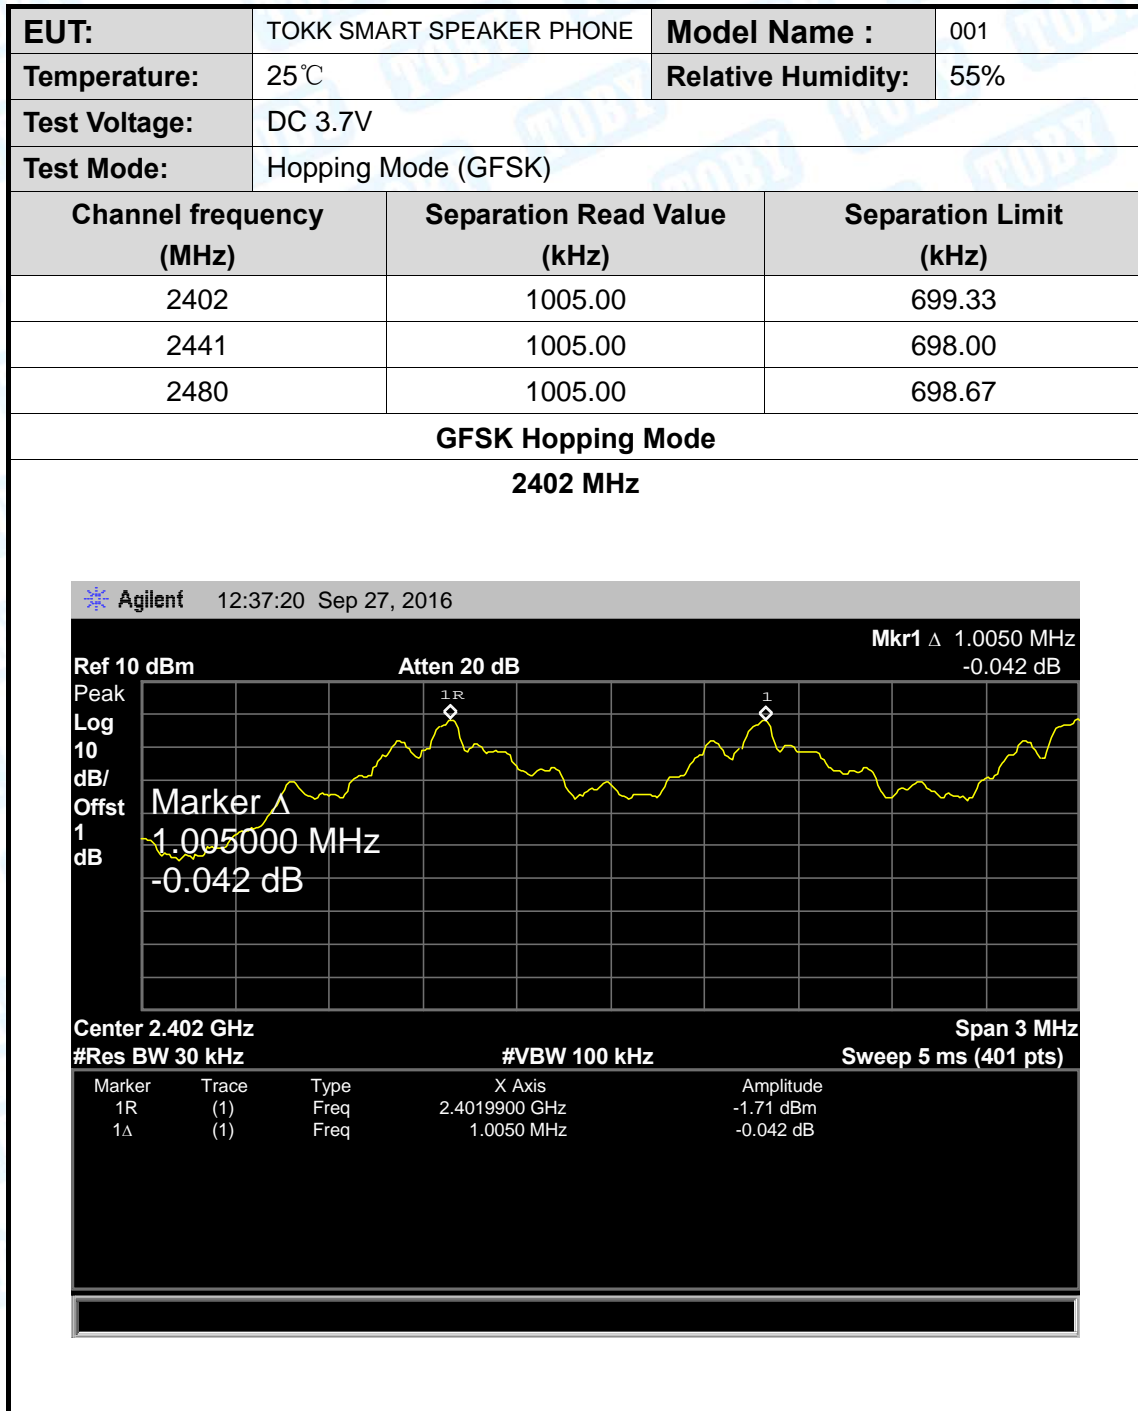 EUT: TOKK SMART SPEAKER PHONE Model Name : 001
Temperature: 25℃ Relative Humidity: 55%
Test Voltage: DC 3.7V
Test Mode: Hopping Mode (GFSK)
Channel frequency (MHz) Separation Read Value (kHz) Separation Limit (kHz)
2402 1005.00 699.33
2441 1005.00 698.00
2480 1005.00 698.67
GFSK Hopping Mode
2402 MHz
Agilent 12:37:20 Sep 27, 2016
Mkr1 Δ 1.0050 MHz
Ref 10 dBm Atten 20 dB -0.042 dB
Peak
Log
10
dB/
Offst
1
dB
1R
1
Marker Δ
1.005000 MHz
-0.042 dB
Center 2.402 GHz Span 3 MHz
#Res BW 30 kHz #VBW 100 kHz Sweep 5 ms (401 pts)
Marker Trace Type X Axis Amplitude
1R (1) Freq 2.4019900 GHz -1.71 dBm
1Δ (1) Freq 1.0050 MHz -0.042 dB
TOBY